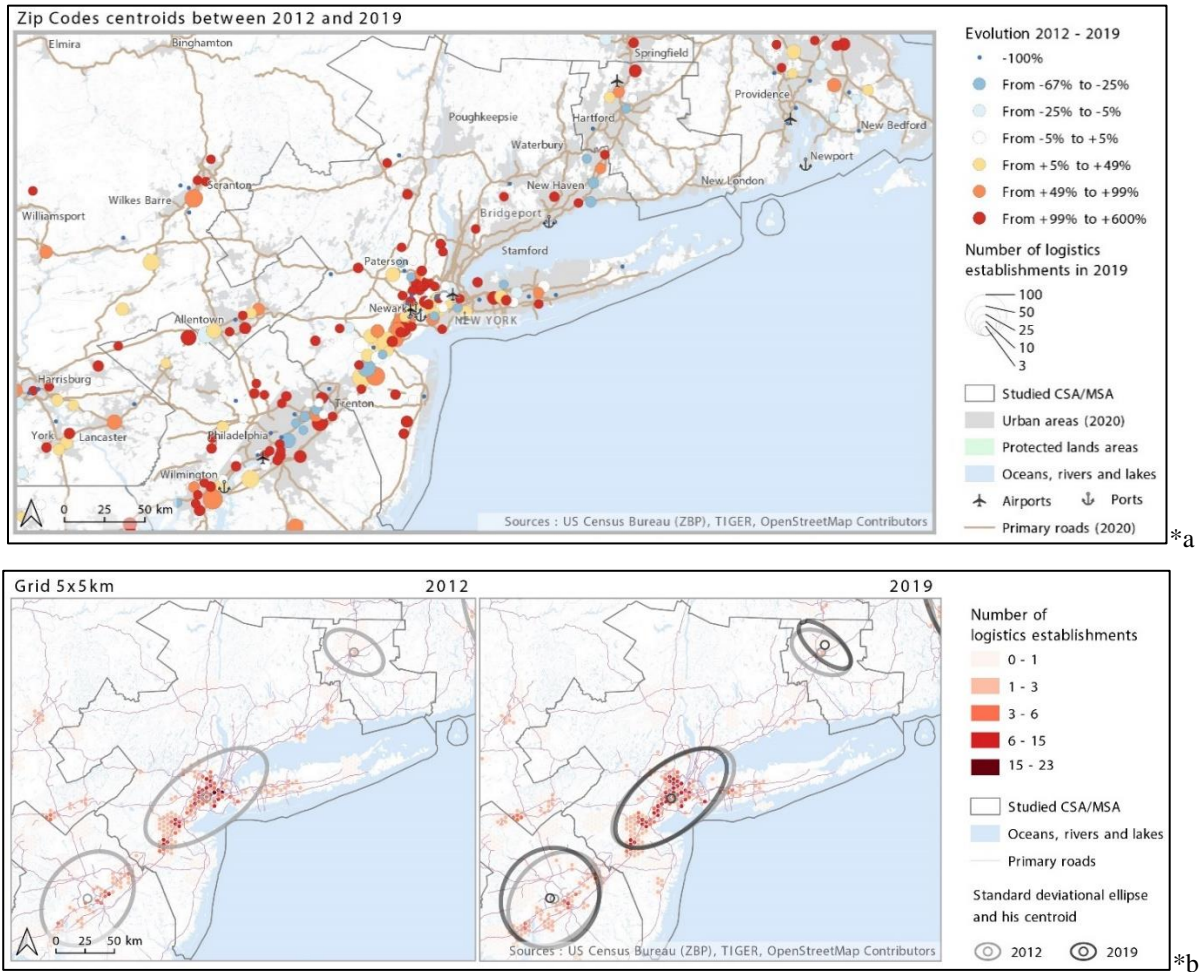 Zip Codes centroids between 2012 and 2019
Elmira
Binghamton
Springfield
Poughkeepsie
Hartford
Providence
New Bedford
Waterbury
Newport
Scranton
Wilkes Barre
New Haven
New London
Williamsport
Bridgeport
Stamford
Paterson
Newark
NEW YORK
Allentown
Harrisburg
Trenton
York
Lancaster
Philadelphia
Wilmington
0 25 50 km
Sources : US Census Bureau (ZBP), TIGER, OpenStreetMap Contributors
Evolution 2012 - 2019
-100%
From -67% to -25%
From -25% to -5%
From -5% to +5%
From +5% to +49%
From +49% to +99%
From +99% to +600%
Number of logistics
establishments in 2019
100
50
25
10
3
Studied CSA/MSA
Urban areas (2020)
Protected lands areas
Oceans, rivers and lakes
Airports Ports
Primary roads (2020)
*a
Grid 5x5km 2012 2019
0 25 50 km
Sources : US Census Bureau (ZBP), TIGER, OpenStreetMap Contributors
Number of
logistics establishments
0 - 1
1 - 3
3 - 6
6 - 15
15 - 23
Studied CSA/MSA
Oceans, rivers and lakes
Primary roads
Standard deviational ellipse
and his centroid
2012 2019
*b